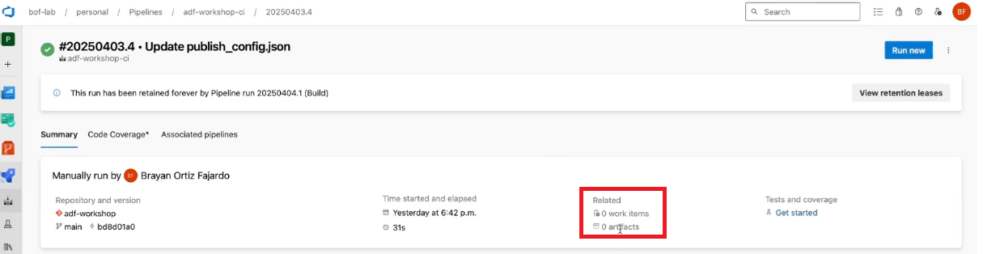 bof-lab / personal / Pipelines / adf-workshop-ci / 20250403.4
Search
BF
P
#20250403.4 • Update publish_config.json
adf-workshop-ci
Run new
This run has been retained forever by Pipeline run 20250404.1 (Build)
View retention leases
Summary Code Coverage* Associated pipelines
Manually run by BF Brayan Ortiz Fajardo
Repository and version
adf-workshop
main bd8d01a0
Time started and elapsed
Yesterday at 6:42 p.m.
31s
Related
0 work items
0 artifacts
Tests and coverage
Get started